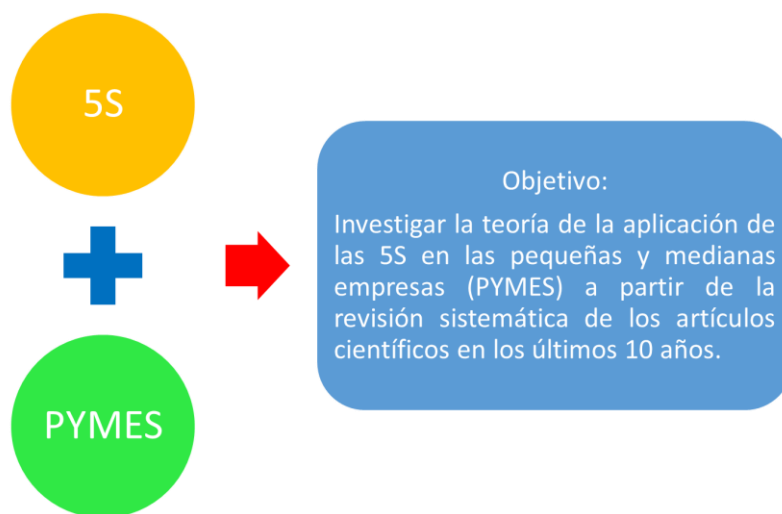 5S
PYMES
Objetivo:
Investigar la teoría de la aplicación de
las 5S en las pequeñas y medianas
empresas (PYMES) a partir de la
revisión sistemática de los artículos
científicos en los últimos 10 años.